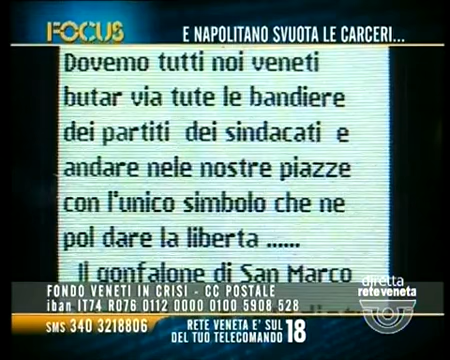 FOCUS
E NAPOLITANO SVUOTA LE CARCERI...
Dovemo tutti noi veneti
butar via tute le bandiere
dei partiti dei sindacati e
andare nele nostre piazze
con l'unico simbolo che ne
pol dare la liberta ......
Il gonfalone di San Marco
diretta
reteveneta
FONDO VENETI IN CRISI - CC POSTALE
iban IT74 R076 0112 0000 0100 5908 528
SMS 340 3218806
RETE VENETA E' SUL 18
DEL TUO TELECOMANDO